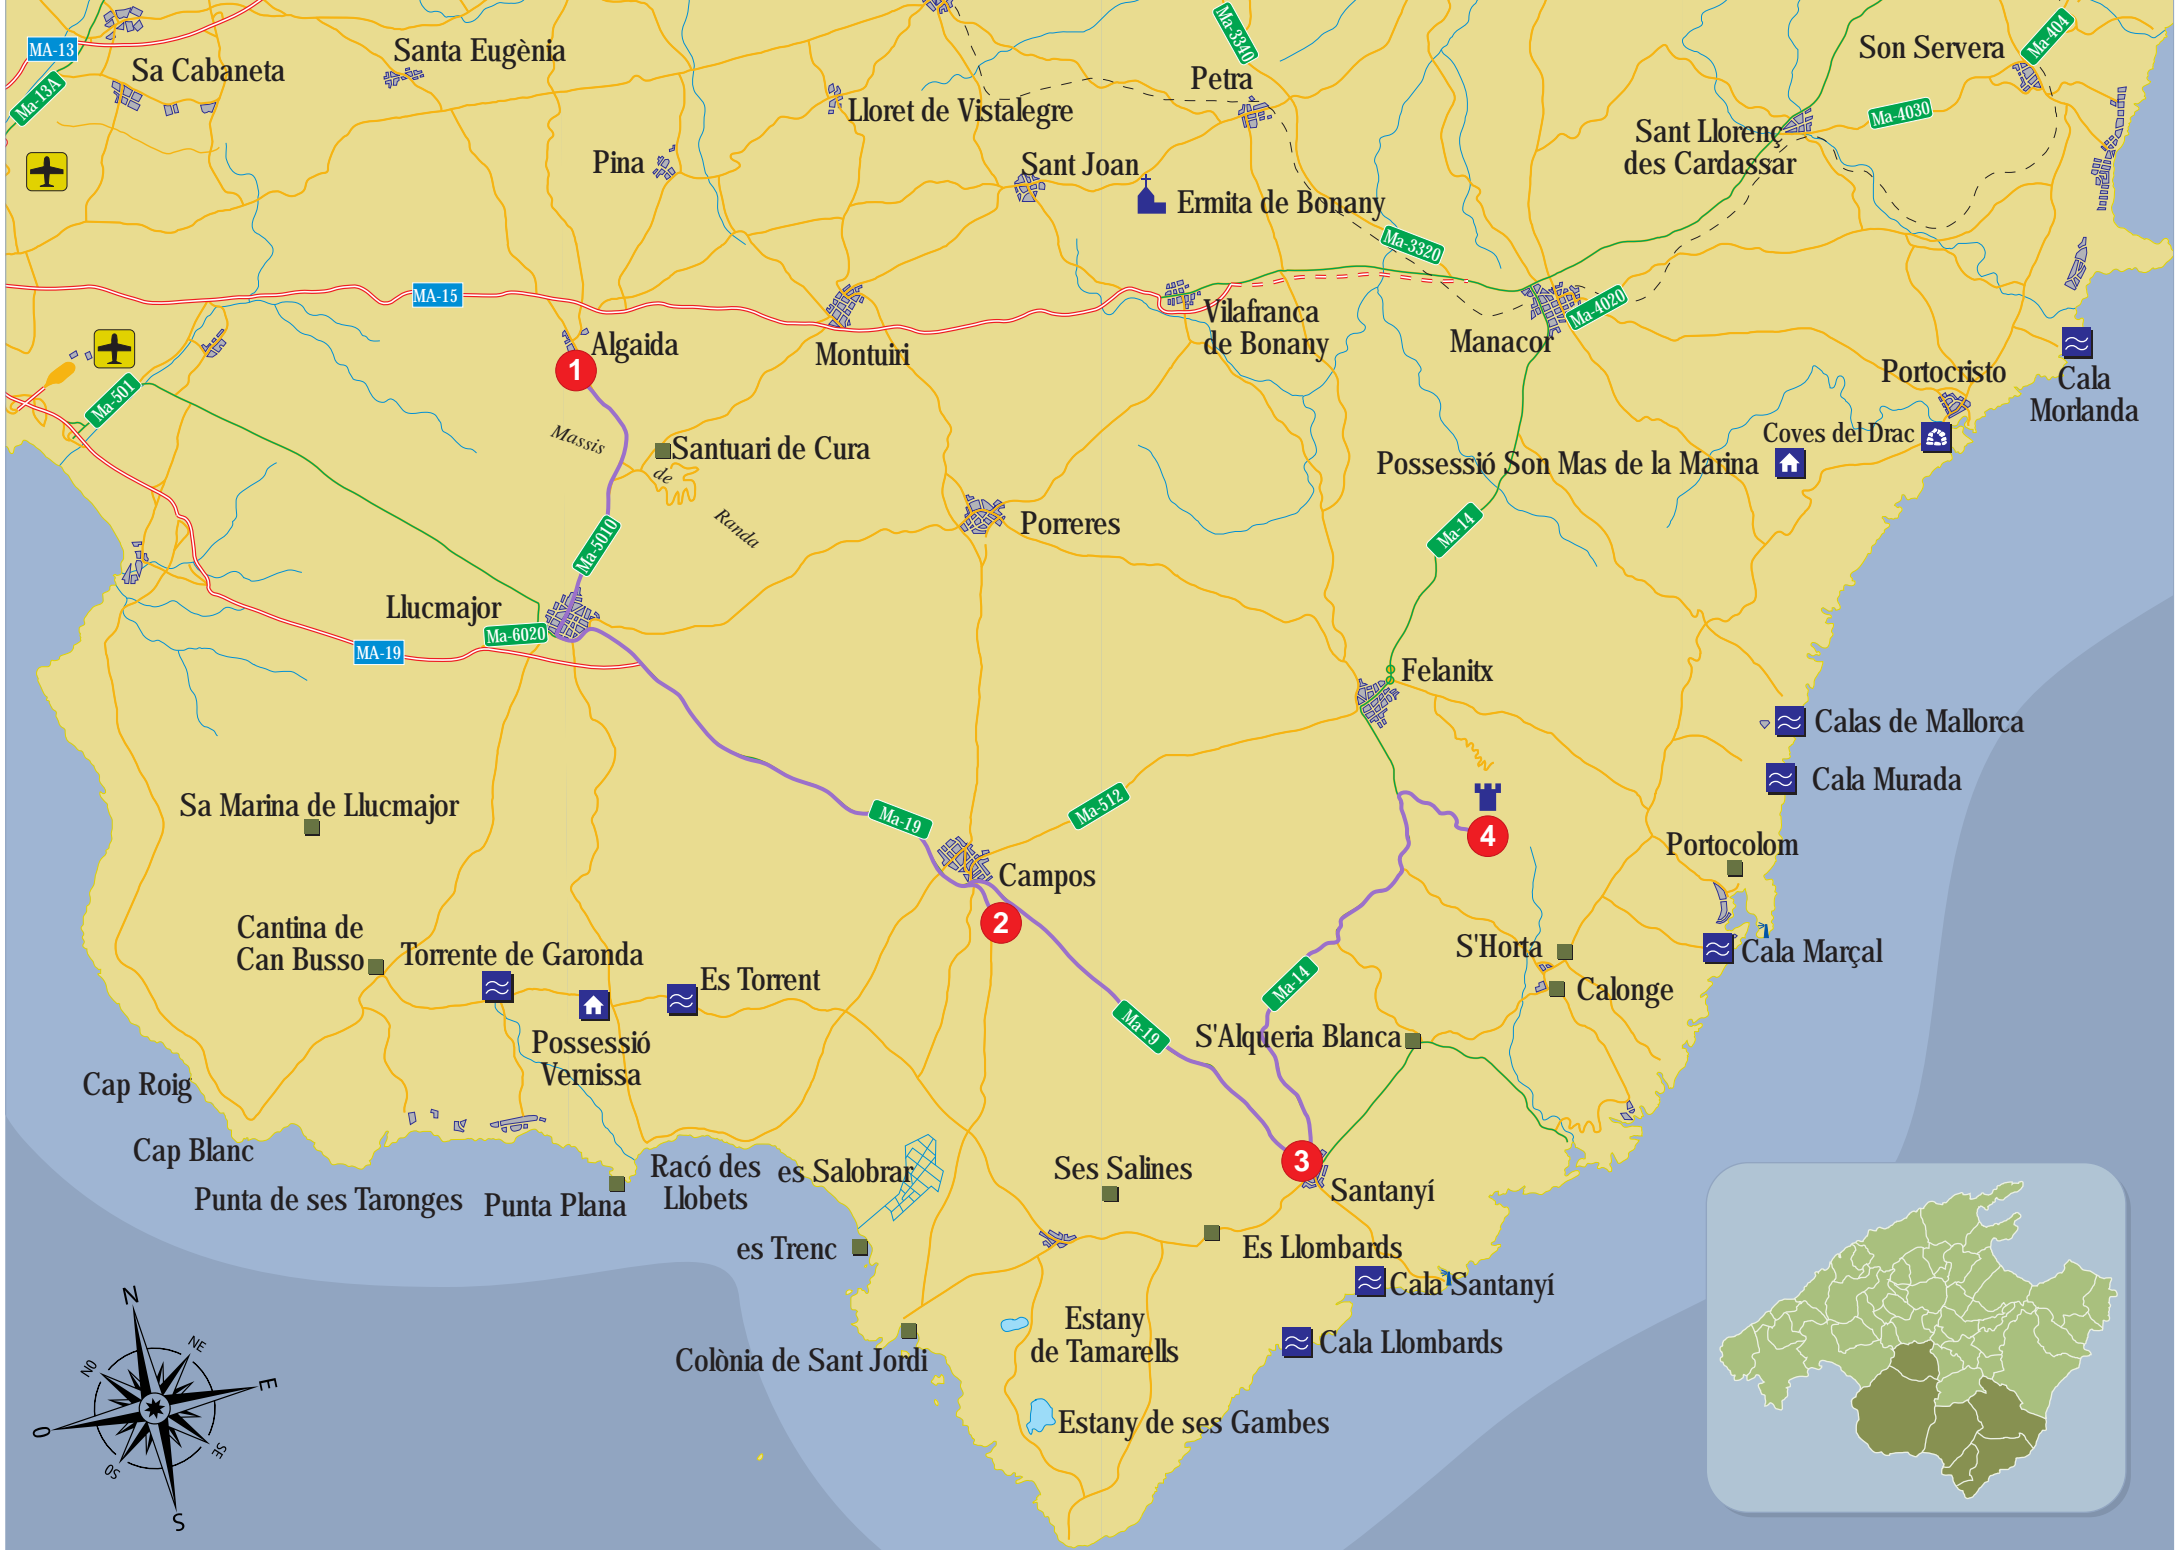 MA-13
Ma-13A
Sa Cabaneta
Santa Eugènia
Ma-3340
Petra
Lloret de Vistalegre
Son Servera
Ma-404
Ma-4030
Sant Llorenç
des Cardassar
Pina
Sant Joan
Ermita de Bonany
Ma-3320
MA-15
Ma-4020
Vilafranca
de Bonany
Manacor
Algaida
1
Montuiri
Ma-501
Portocristo
Cala
Morlanda
Coves del Drac
Possessió Son Mas de la Marina
Massis
de
Randa
Santuari de Cura
Ma-5010
Porreres
Ma-14
Llucmajor
Ma-6020
MA-19
Felanitx
Calas de Mallorca
Cala Murada
Sa Marina de Llucmajor
Ma-19
Ma-512
4
Portocolom
Campos
2
Cantina de
Can Busso
Torrente de Garonda
Es Torrent
Possessió
Vernissa
S'Horta
Cala Marçal
Calonge
Ma-14
Ma-19
S'Alqueria Blanca
Cap Roig
Cap Blanc
Punta de ses Taronges
Punta Plana
Racó des
Llobets
es Salobrar
es Trenc
Ses Salines
3
Santanyí
Es Llombards
Cala Santanyí
Cala Llombards
Estany
de Tamarells
Colònia de Sant Jordi
Estany de ses Gambes
N
NE
E
SE
S
SO
O
NO